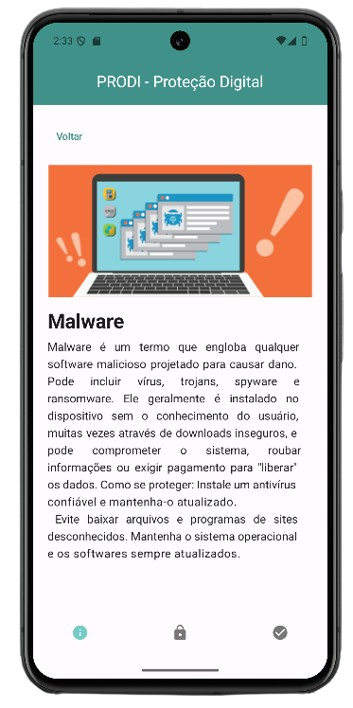 2:33
PRODI - Proteção Digital
Voltar
Malware
Malware é um termo que engloba qualquer
software malicioso projetado para causar dano.
Pode incluir vírus, trojans, spyware e
ransomware. Ele geralmente é instalado no
dispositivo sem o conhecimento do usuário,
muitas vezes através de downloads inseguros, e
pode comprometer o sistema, roubar
informações ou exigir pagamento para "liberar"
os dados. Como se proteger: Instale um antivírus
confiável e mantenha-o atualizado.
Evite baixar arquivos e programas de sites
desconhecidos. Mantenha o sistema operacional
e os softwares sempre atualizados.